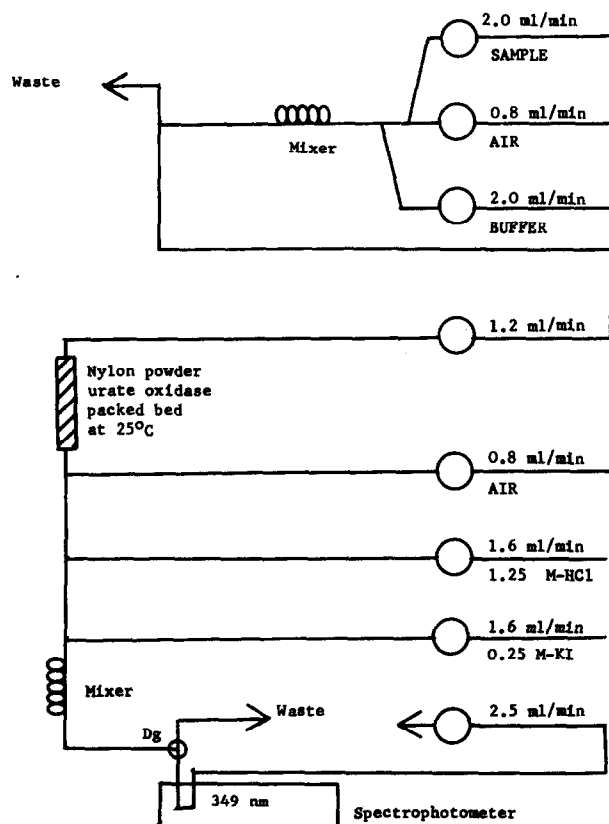 2.0 ml/min
SAMPLE
Waste
0.8 ml/min
AIR
Mixer
2.0 ml/min
BUFFER
1.2 ml/min
Nylon powder
urate oxidase
packed bed
at 25°C
0.8 ml/min
AIR
1.6 ml/min
1.25 M-HCl
1.6 ml/min
0.25 M-KI
Mixer
Waste
2.5 ml/min
Dg
349 nm
Spectrophotometer